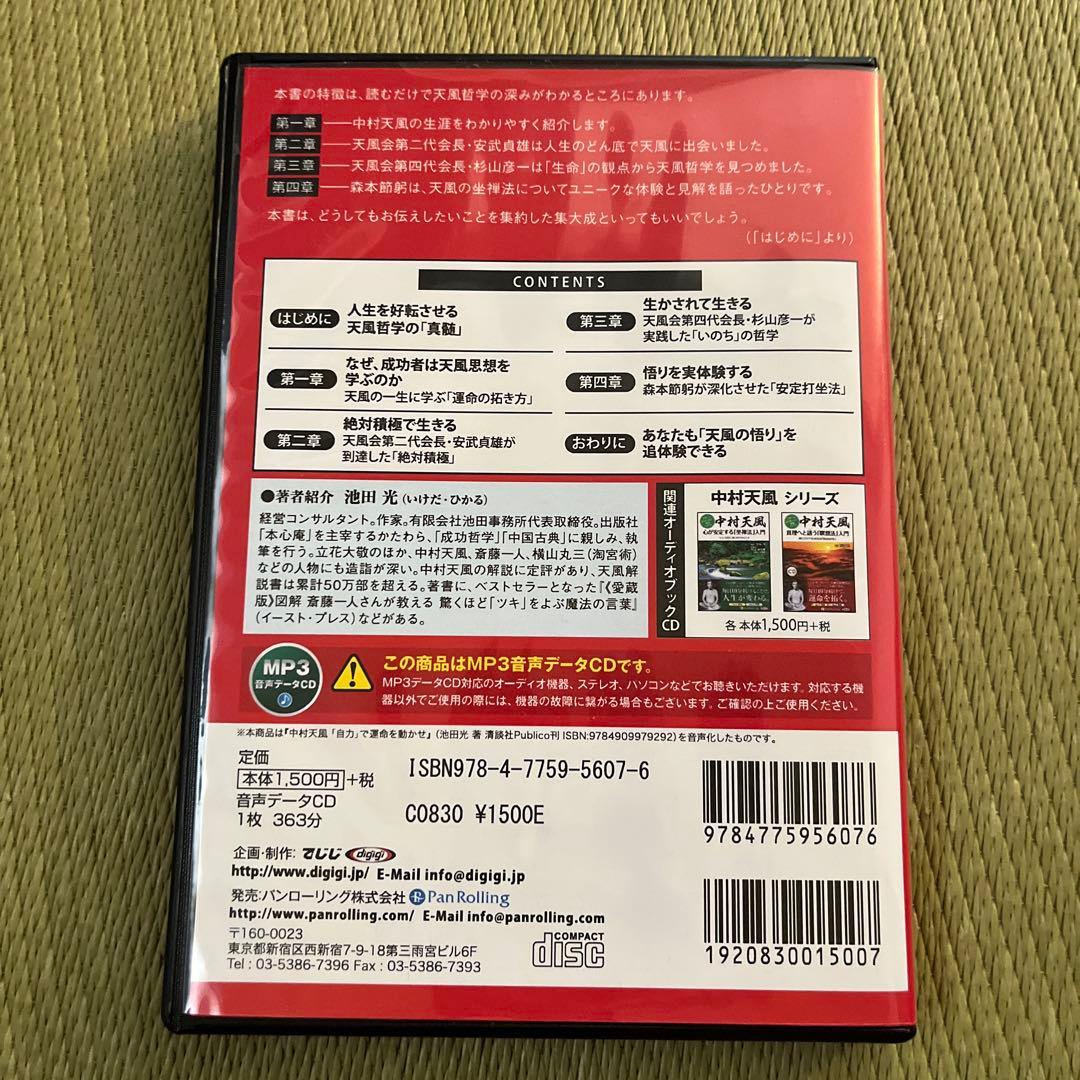 本書の特徴は、読むだけで天風哲学の深みがわかるところにあります。
第一章――中村天風の生涯をわかりやすく紹介します。
第二章――天風会第二代会長・安武貞雄は人生のどん底で天風に出会いました。
第三章――天風会第四代会長・杉山彦一は「生命」の観点から天風哲学を見つめました。
第四章――森本節躬は、天風の坐禅法についてユニークな体験と見解を語ったひとりです。
本書は、どうしてもお伝えしたいことを集約した集大成といってもいいでしょう。
(「はじめに」より)
CONTENTS
はじめに
人生を好転させる
天風哲学の「真髄」
第一章
なぜ、成功者は天風思想を
学ぶのか
天風の一生に学ぶ「運命の拓き方」
第二章
絶対積極で生きる
天風会第二代会長・安武貞雄が
到達した「絶対積極」
第三章
生かされて生きる
天風会第四代会長・杉山彦一が
実践した「いのち」の哲学
第四章
悟りを実体験する
森本節躬が深化させた「安定打坐法」
おわりに
あなたも「天風の悟り」を
追体験できる
●著者紹介 池田 光(いけだ・ひかる)
経営コンサルタント。作家。有限会社池田事務所代表取締役。出版社
「本心庵」を主宰するかたわら、「成功哲学」「中国古典」に親しみ、執
筆を行う。立花大敬のほか、中村天風、斎藤一人、横山丸三(淘宮術)
などの人物にも造詣が深い。中村天風の解説に定評があり、天風解
説書は累計50万部を超える。著書に、ベストセラーとなった『《愛蔵
版》図解 斎藤一人さんが教える 驚くほど「ツキ」をよぶ魔法の言葉』
(イースト・プレス)などがある。
関連オーディオブックCD
中村天風 シリーズ
中村天風
心が安定する「坐禅法」入門
人生が変わる。
中村天風
真理へと誘う「瞑想法」入門
運命を拓く。
各 本体1,500円+税
MP3
音声データCD
この商品はMP3音声データCDです。
MP3データCD対応のオーディオ機器、ステレオ、パソコンなどでお聴きいただけます。対応する機
器以外でご使用の際には、機器の故障に繋がる場合もございます。ご確認の上ご使用ください。
※本商品は『中村天風 「自力」で運命を動かせ』(池田光 著 清談社Publico刊 ISBN:9784909979292)を音声化したものです。
定価
本体1,500円+税
音声データCD
1枚 363分
ISBN978-4-7759-5607-6
C0830 ¥1500E
9784775956076
企画・制作: でじじ digigi
http://www.digigi.jp/ E-Mail info@digigi.jp
発売:パンローリング株式会社 PanRolling
http://www.panrolling.com/ E-Mail info@panrolling.com
〒160-0023
東京都新宿区西新宿7-9-18第三雨宮ビル6F
Tel : 03-5386-7396 Fax : 03-5386-7393
COMPACT
disc
1920830015007